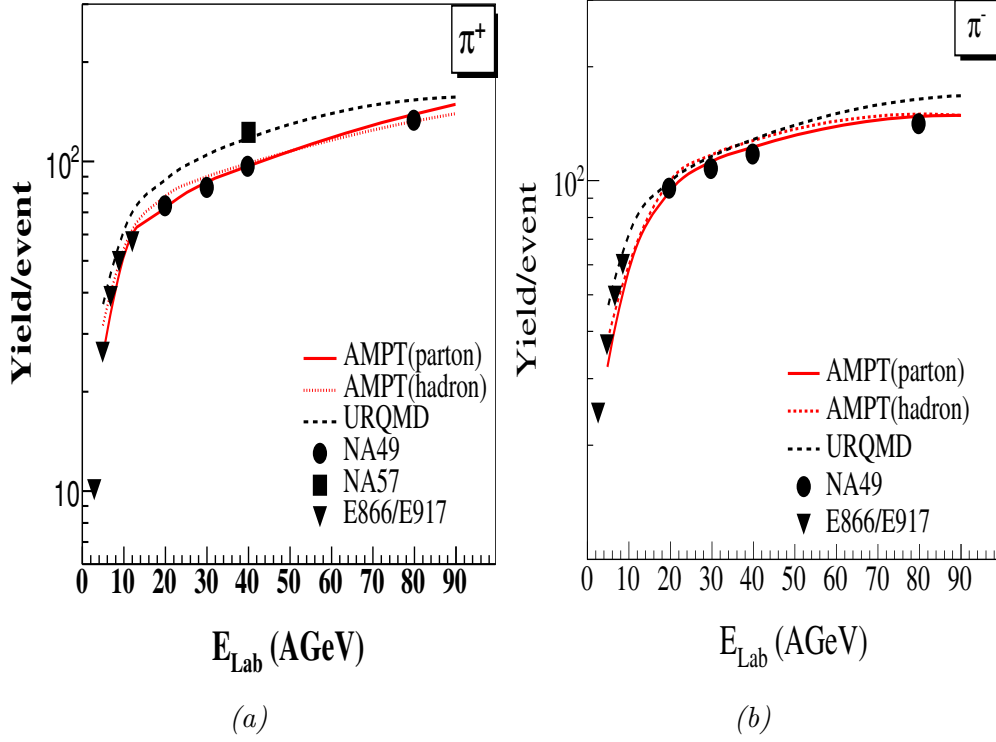 π⁺
Yield/event
10²
10
AMPT(parton)
AMPT(hadron)
URQMD
NA49
NA57
E866/E917
0 10 20 30 40 50 60 70 80 90
E_Lab (AGeV)
(a)
π⁻
Yield/event
10²
AMPT(parton)
AMPT(hadron)
URQMD
NA49
E866/E917
0 10 20 30 40 50 60 70 80 90
E_Lab (AGeV)
(b)